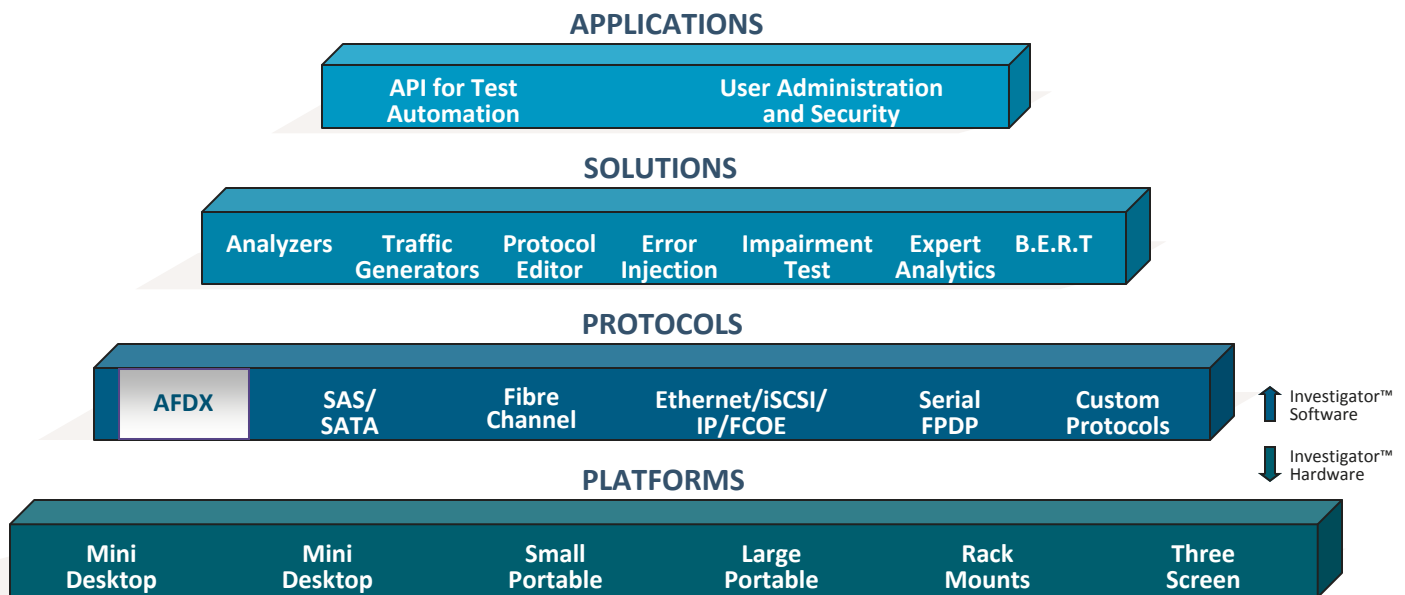 APPLICATIONS
API for Test
Automation
User Administration
and Security
SOLUTIONS
Analyzers
Traffic
Generators
Protocol
Editor
Error
Injection
Impairment
Test
Expert
Analytics
B.E.R.T
PROTOCOLS
AFDX
SAS/
SATA
Fibre
Channel
Ethernet/iSCSI/
IP/FCOE
Serial
FPDP
Custom
Protocols
Investigator™
Software
Investigator™
Hardware
PLATFORMS
Mini
Desktop
Mini
Desktop
Small
Portable
Large
Portable
Rack
Mounts
Three
Screen